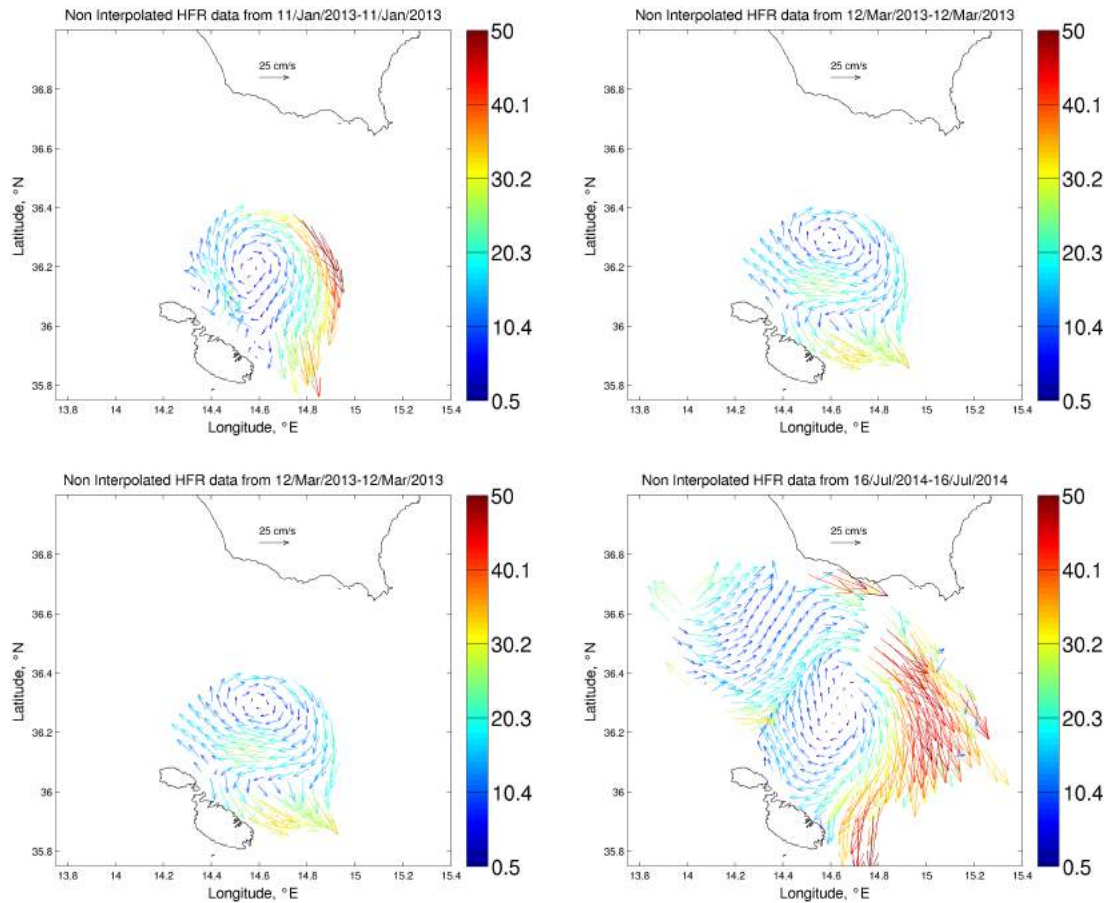 Non Interpolated HFR data from 11/Jan/2013-11/Jan/2013
25 cm/s
36.8
36.6
36.4
36.2
36
35.8
Latitude, °N
13.8 14 14.2 14.4 14.6 14.8 15 15.2 15.4
Longitude, °E
50
40.1
30.2
20.3
10.4
0.5
Non Interpolated HFR data from 12/Mar/2013-12/Mar/2013
25 cm/s
36.8
36.6
36.4
36.2
36
35.8
Latitude, °N
13.8 14 14.2 14.4 14.6 14.8 15 15.2 15.4
Longitude, °E
50
40.1
30.2
20.3
10.4
0.5
Non Interpolated HFR data from 12/Mar/2013-12/Mar/2013
25 cm/s
36.8
36.6
36.4
36.2
36
35.8
Latitude, °N
13.8 14 14.2 14.4 14.6 14.8 15 15.2 15.4
Longitude, °E
50
40.1
30.2
20.3
10.4
0.5
Non Interpolated HFR data from 16/Jul/2014-16/Jul/2014
25 cm/s
36.8
36.6
36.4
36.2
36
35.8
Latitude, °N
13.8 14 14.2 14.4 14.6 14.8 15 15.2 15.4
Longitude, °E
50
40.1
30.2
20.3
10.4
0.5